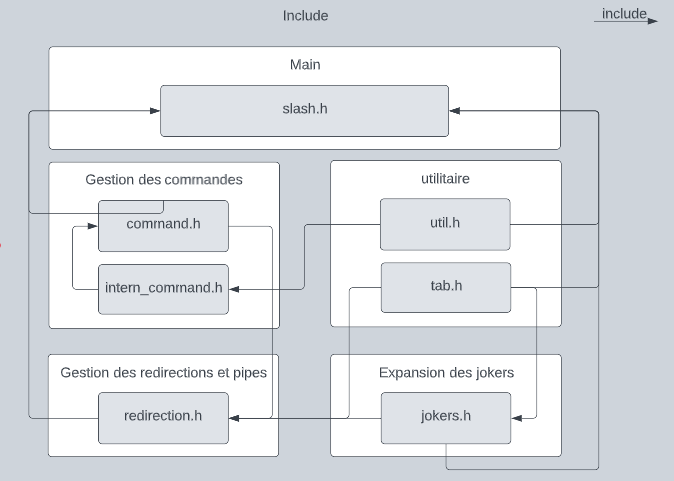 Include
include
Main
slash.h
Gestion des commandes
command.h
intern_command.h
utilitaire
util.h
tab.h
Gestion des redirections et pipes
redirection.h
Expansion des jokers
jokers.h